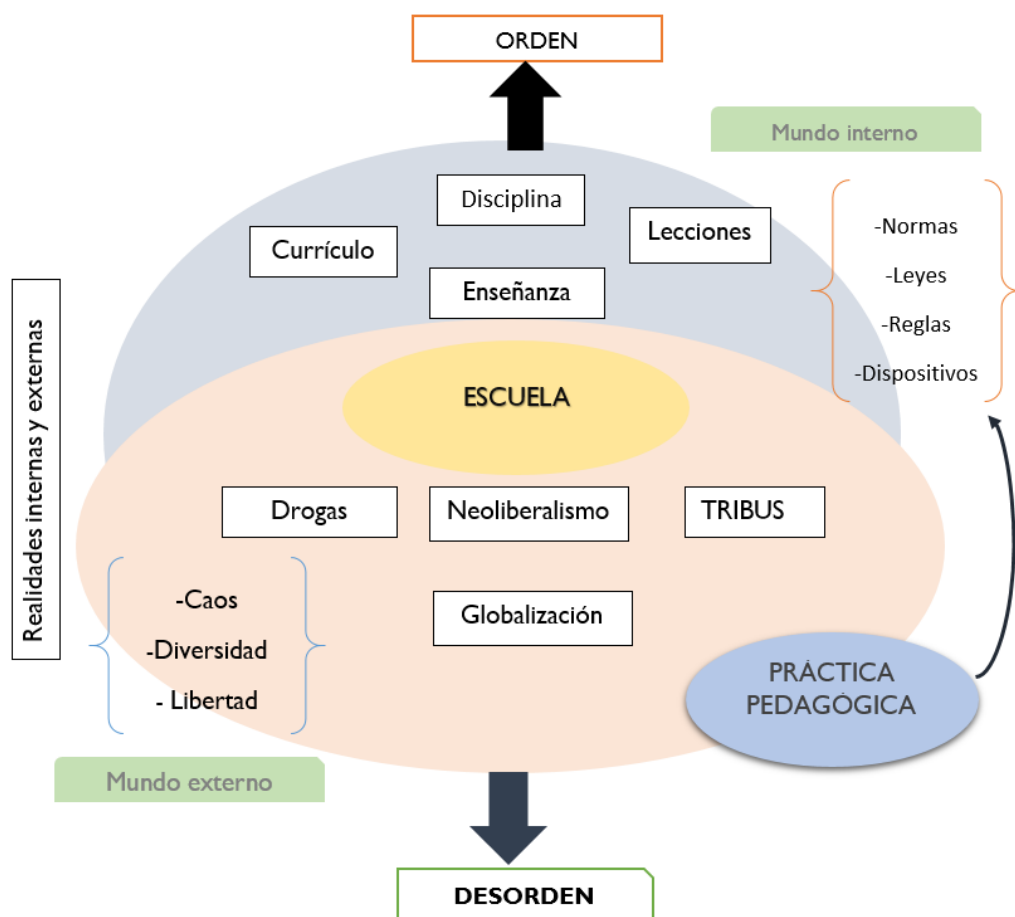 ORDEN
Mundo interno
Disciplina
Currículo
Lecciones
Enseñanza
-Normas
-Leyes
-Reglas
-Dispositivos
Realidades internas y externas
ESCUELA
Drogas
Neoliberalismo
TRIBUS
-Caos
-Diversidad
- Libertad
Globalización
PRÁCTICA
PEDAGÓGICA
Mundo externo
DESORDEN